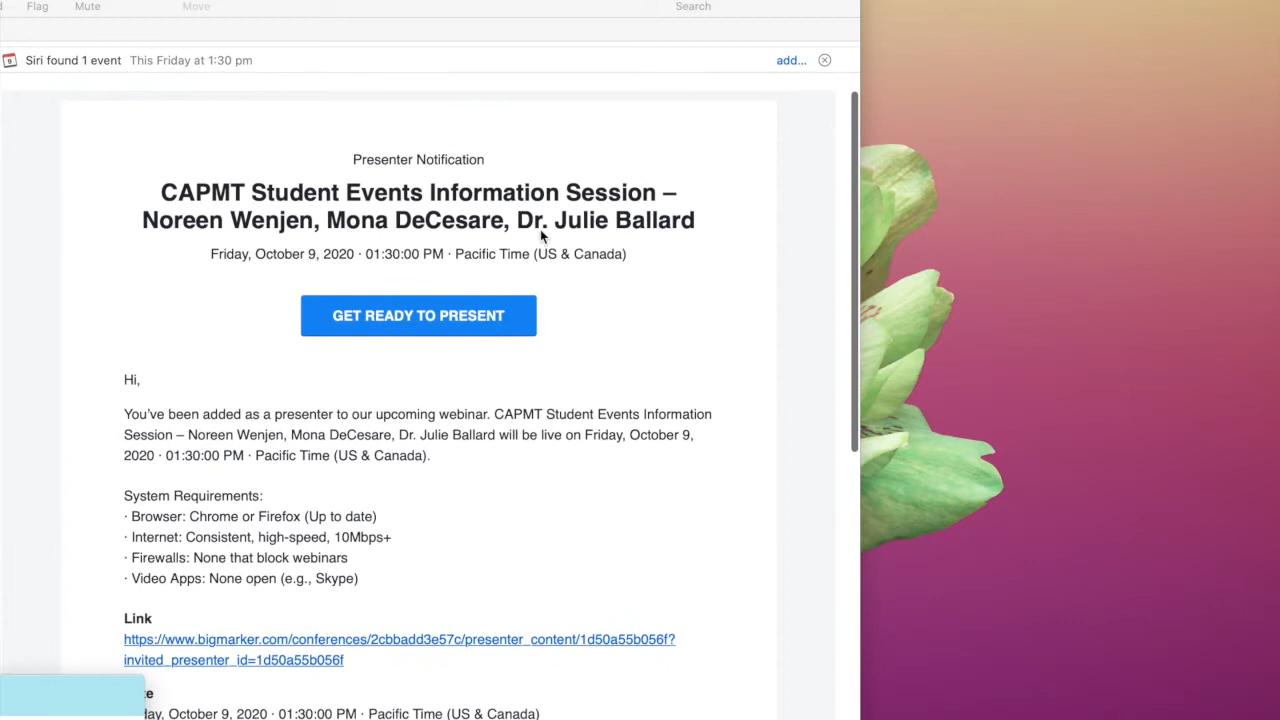 Flag Mute Move Search
9 Siri found 1 event This Friday at 1:30 pm add...
Presenter Notification
CAPMT Student Events Information Session –
Noreen Wenjen, Mona DeCesare, Dr. Julie Ballard
Friday, October 9, 2020 · 01:30:00 PM · Pacific Time (US & Canada)
GET READY TO PRESENT
Hi,
You’ve been added as a presenter to our upcoming webinar. CAPMT Student Events Information
Session – Noreen Wenjen, Mona DeCesare, Dr. Julie Ballard will be live on Friday, October 9,
2020 · 01:30:00 PM · Pacific Time (US & Canada).
System Requirements:
· Browser: Chrome or Firefox (Up to date)
· Internet: Consistent, high-speed, 10Mbps+
· Firewalls: None that block webinars
· Video Apps: None open (e.g., Skype)
Link
https://www.bigmarker.com/conferences/2cbbadd3e57c/presenter_content/1d50a55b056f?
invited_presenter_id=1d50a55b056f
October 9, 2020 · 01:30:00 PM · Pacific Time (US & Canada)